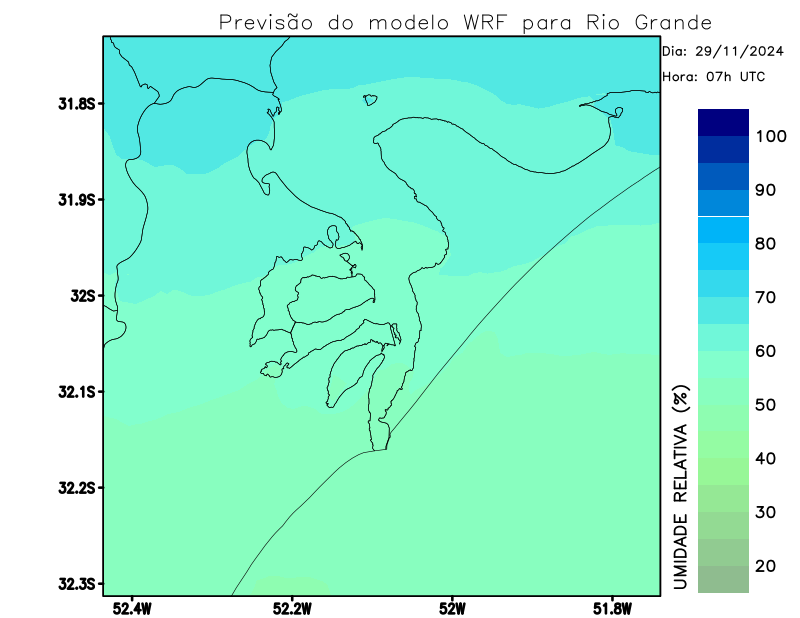 Previsão do modelo WRF para Rio Grande
Dia: 29/11/2024
Hora: 07h UTC
31.8S
31.9S
32S
32.1S
32.2S
32.3S
52.4W
52.2W
52W
51.8W
UMIDADE RELATIVA (%)
100
90
80
70
60
50
40
30
20